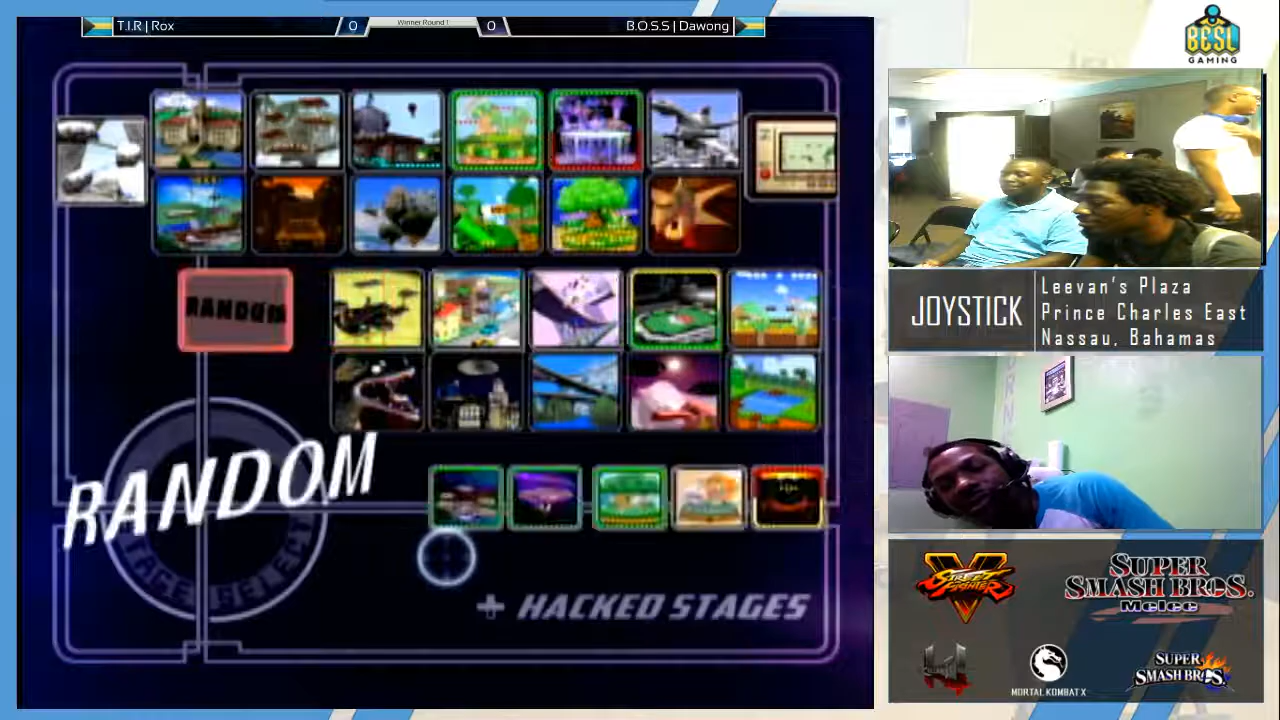 T.I.R | Rox
0
Winner Round 1
0
B.O.S.S | Dawong
BESL
GAMING
RANDOM
RANDOM
+ HACKED STAGES
JOYSTICK
Leevan's Plaza
Prince Charles East
Nassau, Bahamas
STREET
FIGHTER
V
SUPER
SMASH BROS.
Melee
MORTAL KOMBAT X
SUPER
SMASH BROS.